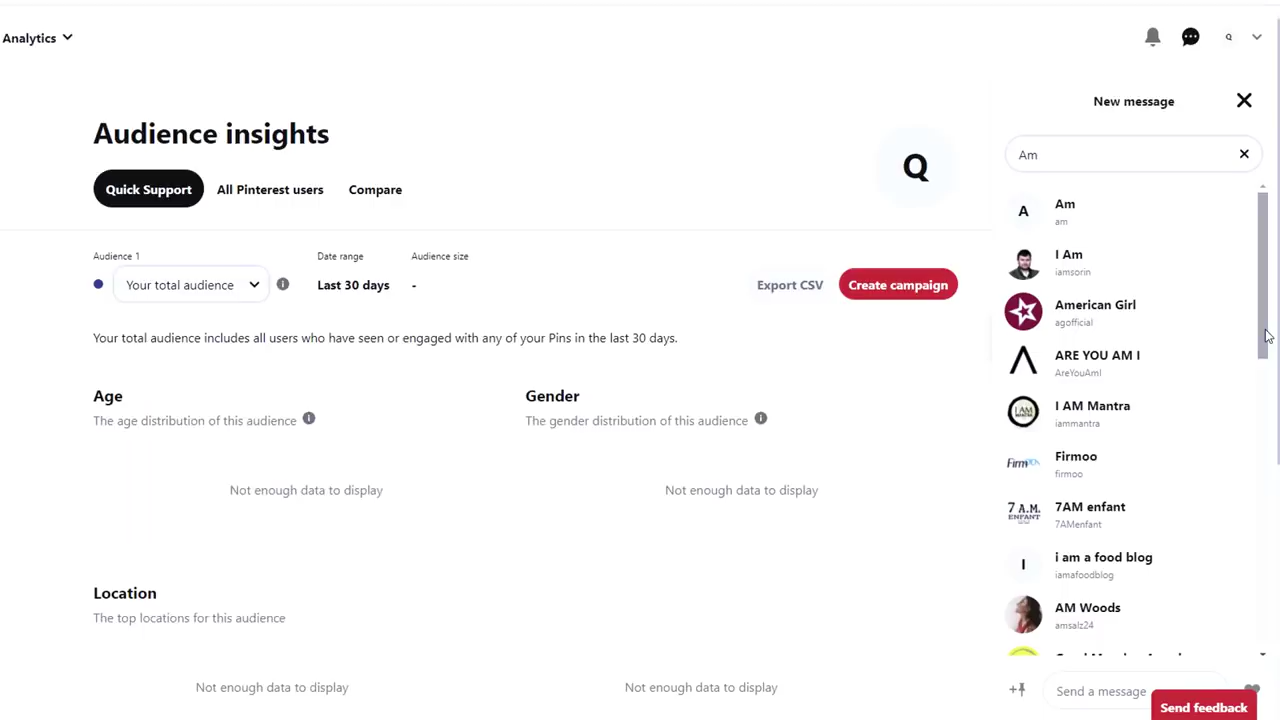 Analytics
Q
Audience insights
Q
Quick Support
All Pinterest users
Compare
Audience 1
Date range
Audience size
Your total audience
Last 30 days
-
Export CSV
Create campaign
Your total audience includes all users who have seen or engaged with any of your Pins in the last 30 days.
Age
The age distribution of this audience
Not enough data to display
Gender
The gender distribution of this audience
Not enough data to display
Location
The top locations for this audience
Not enough data to display
Not enough data to display
New message
Am
A
Am
am
I Am
iamsorin
American Girl
agofficial
ARE YOU AM I
AreYouAmI
I AM
I AM Mantra
iammantra
Firmoo
firmoo
7 A.M.
ENFANT
7AM enfant
7AMenfant
I
i am a food blog
iamafoodblog
AM Woods
amsalz24
Send a message
Send feedback